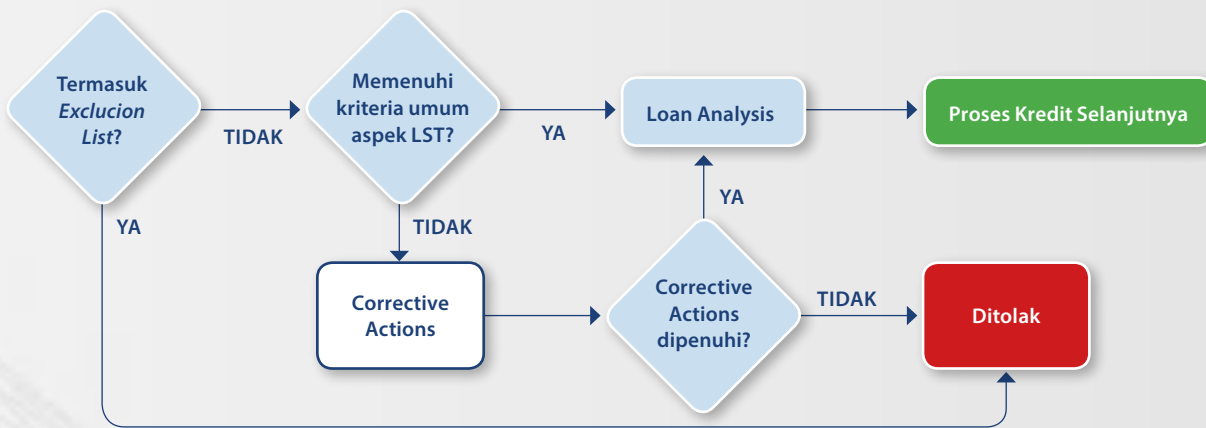 Termasuk
Exclucion
List?
TIDAK
Memenuhi
kriteria umum
aspek LST?
YA
Loan Analysis
Proses Kredit Selanjutnya
YA
TIDAK
YA
Corrective
Actions
Corrective
Actions
dipenuhi?
TIDAK
Ditolak